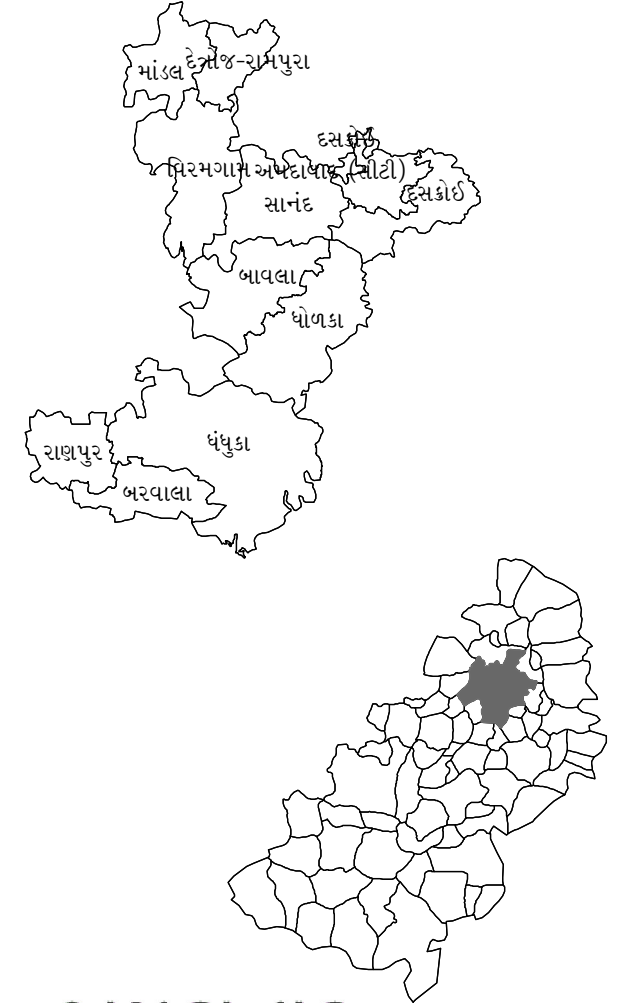 માંડલ
દેત્રોજ-રામપુરા
દસક્રોઈ
વિરમગામ
અમદાવાદ (સીટી)
દસક્રોઈ
સાનંદ
બાવલા
ધોળકા
ધંધુકા
રાણપુર
બરવાલા